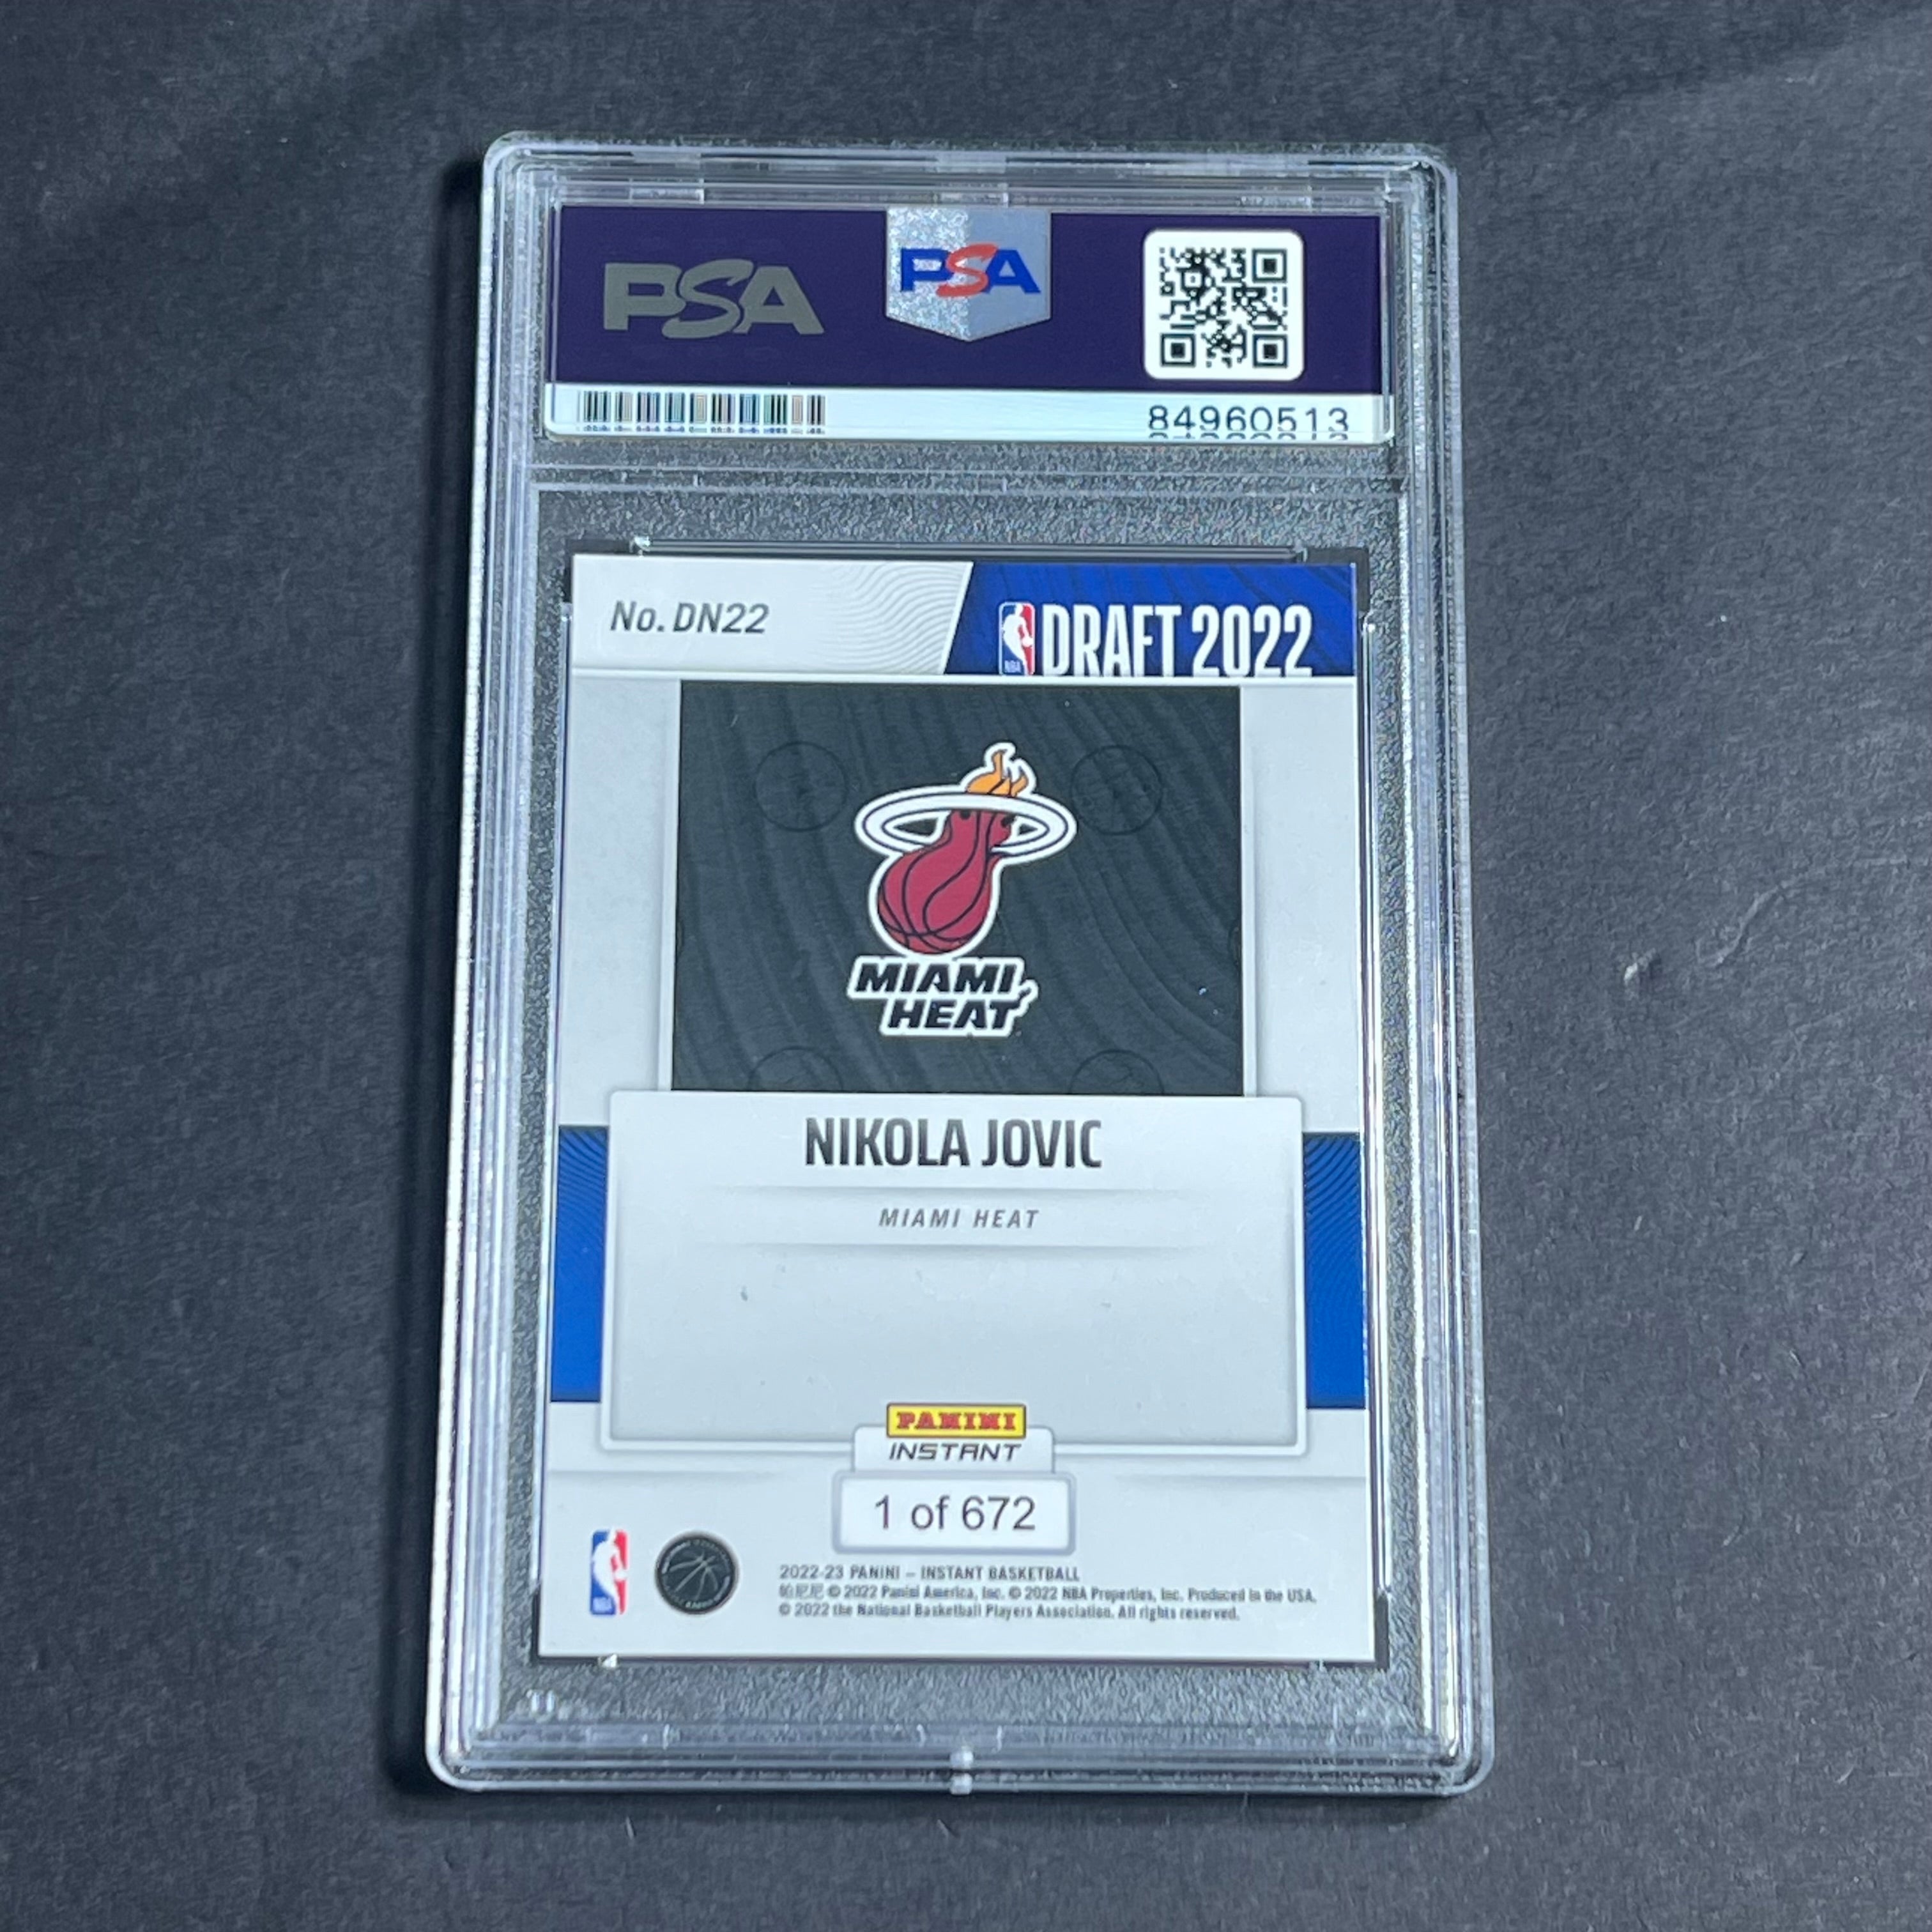 PSA
PSA
84960513
No. DN22
NBA
DRAFT 2022
MIAMI
HEAT
NIKOLA JOVIC
MIAMI HEAT
PANINI
INSTANT
1 of 672
NBA
2022-23 PANINI – INSTANT BASKETBALL
帕尼尼 © 2022 Panini America, Inc. © 2022 NBA Properties, Inc. Produced in the USA.
© 2022 the National Basketball Players Association. All rights reserved.